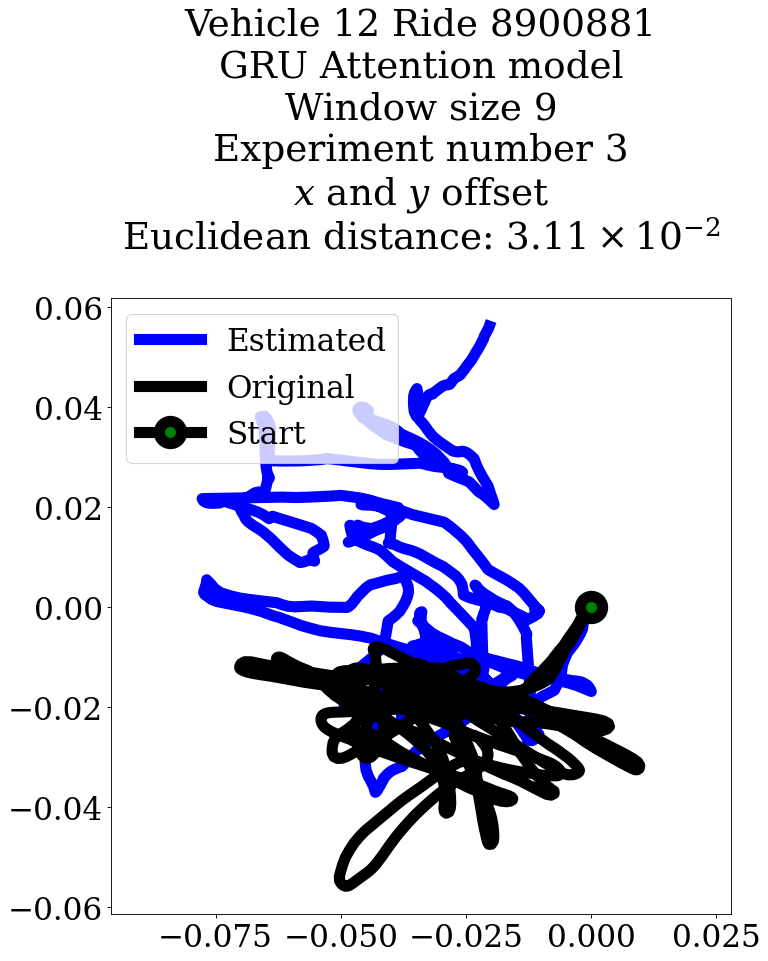 Vehicle 12 Ride 8900881
GRU Attention model
Window size 9
Experiment number 3
x and y offset
Euclidean distance: 3.11 × 10⁻²
0.06
0.04
0.02
0.00
−0.02
−0.04
−0.06
Estimated
Original
Start
−0.075 −0.050 −0.025 0.000 0.025